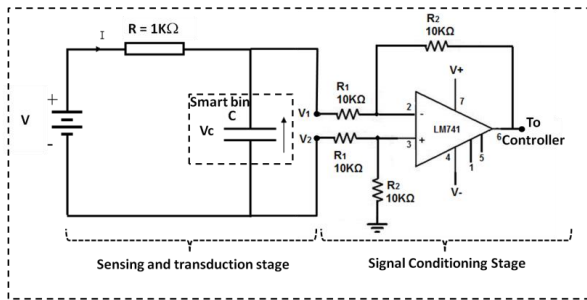 I
R = 1KΩ
V
+
-
Smart bin
C
Vc
V1
V2
R1
10KΩ
R1
10KΩ
R2
10KΩ
R2
10KΩ
V+
7
2
-
LM741
3
+
6
5
4
1
V-
To
Controller
Sensing and transduction stage
Signal Conditioning Stage